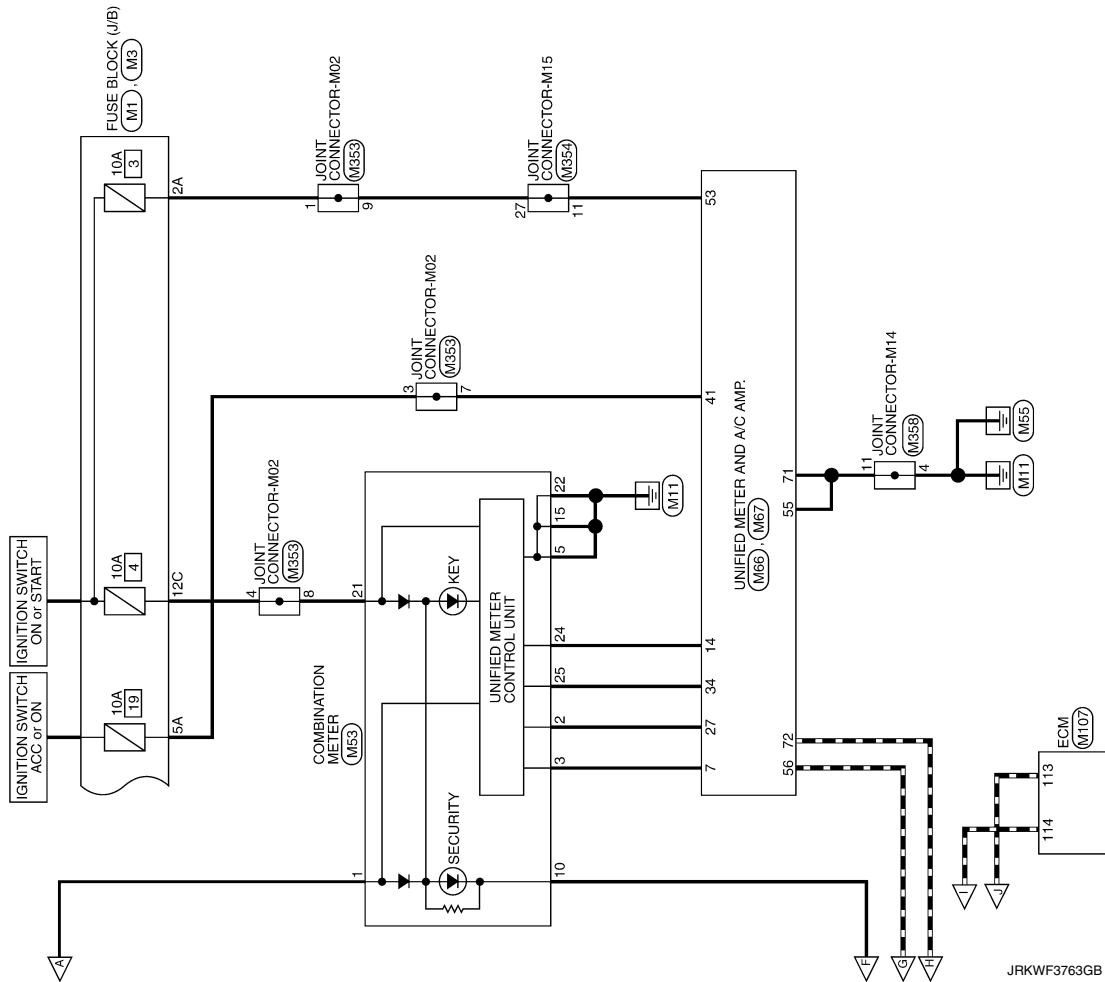 FUSE BLOCK (J/B)
M1 , M3
IGNITION SWITCH
ON or START
IGNITION SWITCH
ACC or ON
10A
3
2A
10A
4
12C
10A
19
5A
1
JOINT
CONNECTOR-M02
M353
9
27
JOINT
CONNECTOR-M15
M354
11
53
3
JOINT
CONNECTOR-M02
M353
7
41
4
JOINT
CONNECTOR-M02
M353
8
21
COMBINATION
METER
M53
KEY
SECURITY
UNIFIED METER
CONTROL UNIT
1
10
22
15
5
M11
24
25
2
3
14
34
27
7
UNIFIED METER AND A/C AMP.
M66 , M67
71
55
72
56
11
JOINT
CONNECTOR-M14
M358
4
M55
M11
ECM
M107
113
114
A
F
G
H
I
J
JRKWF3763GB